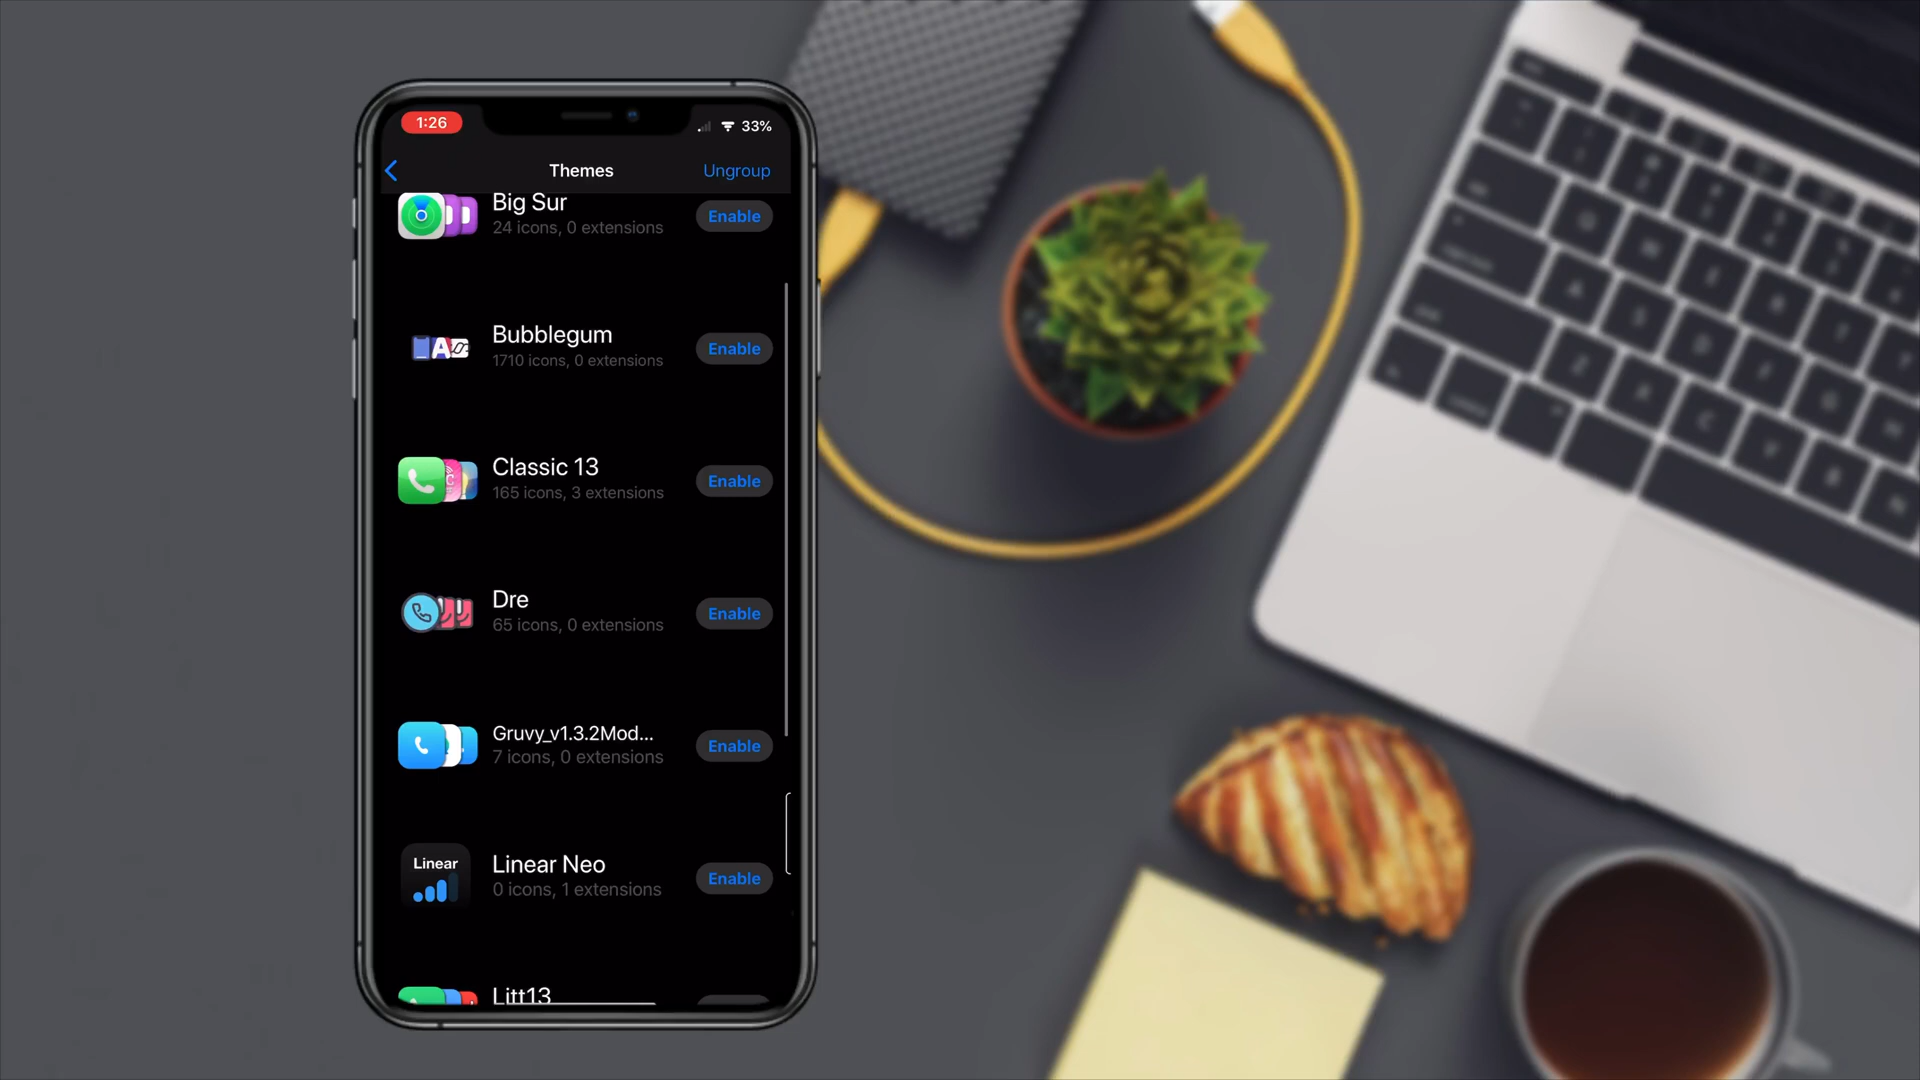 1:26
33%
Themes
Ungroup
Big Sur
24 icons, 0 extensions
Enable
Bubblegum
1710 icons, 0 extensions
Enable
Classic 13
165 icons, 3 extensions
Enable
Dre
65 icons, 0 extensions
Enable
Gruvy_v1.3.2Mod...
7 icons, 0 extensions
Enable
Linear
Linear Neo
0 icons, 1 extensions
Enable
Litt13